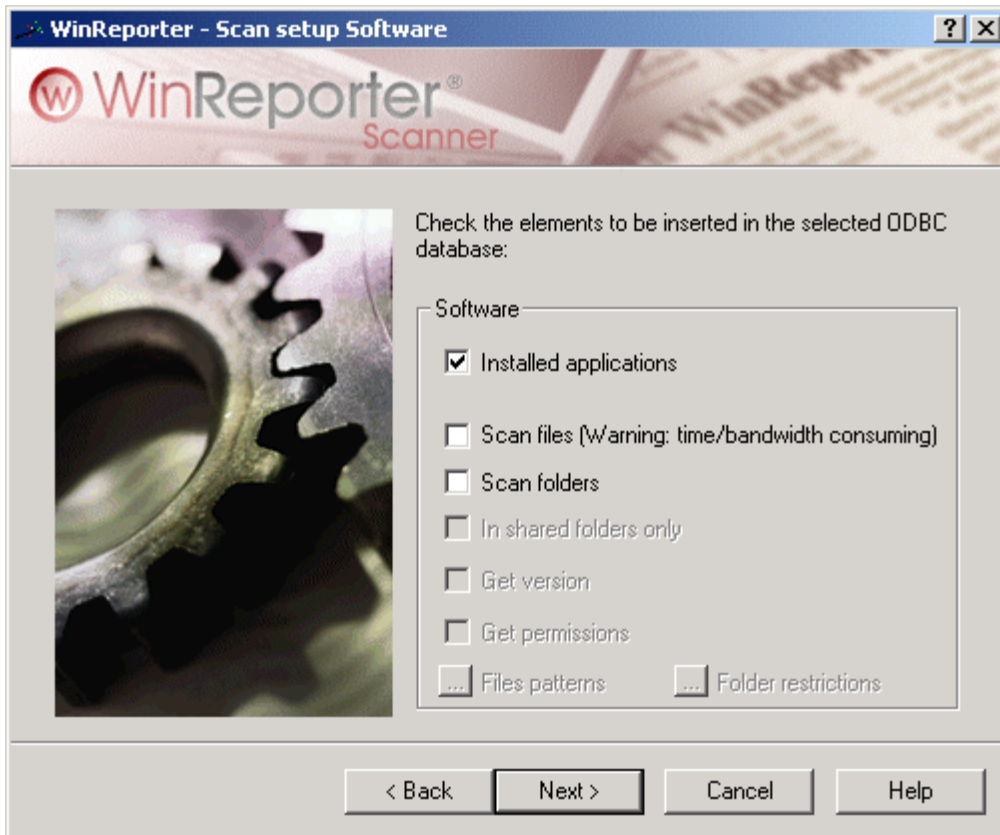 WinReporter - Scan setup Software
W WinReporter®
Scanner
WinReporter
Check the elements to be inserted in the selected ODBC
database:
Software
Installed applications
Scan files (Warning: time/bandwidth consuming)
Scan folders
In shared folders only
Get version
Get permissions
... Files patterns ... Folder restrictions
< Back Next > Cancel Help